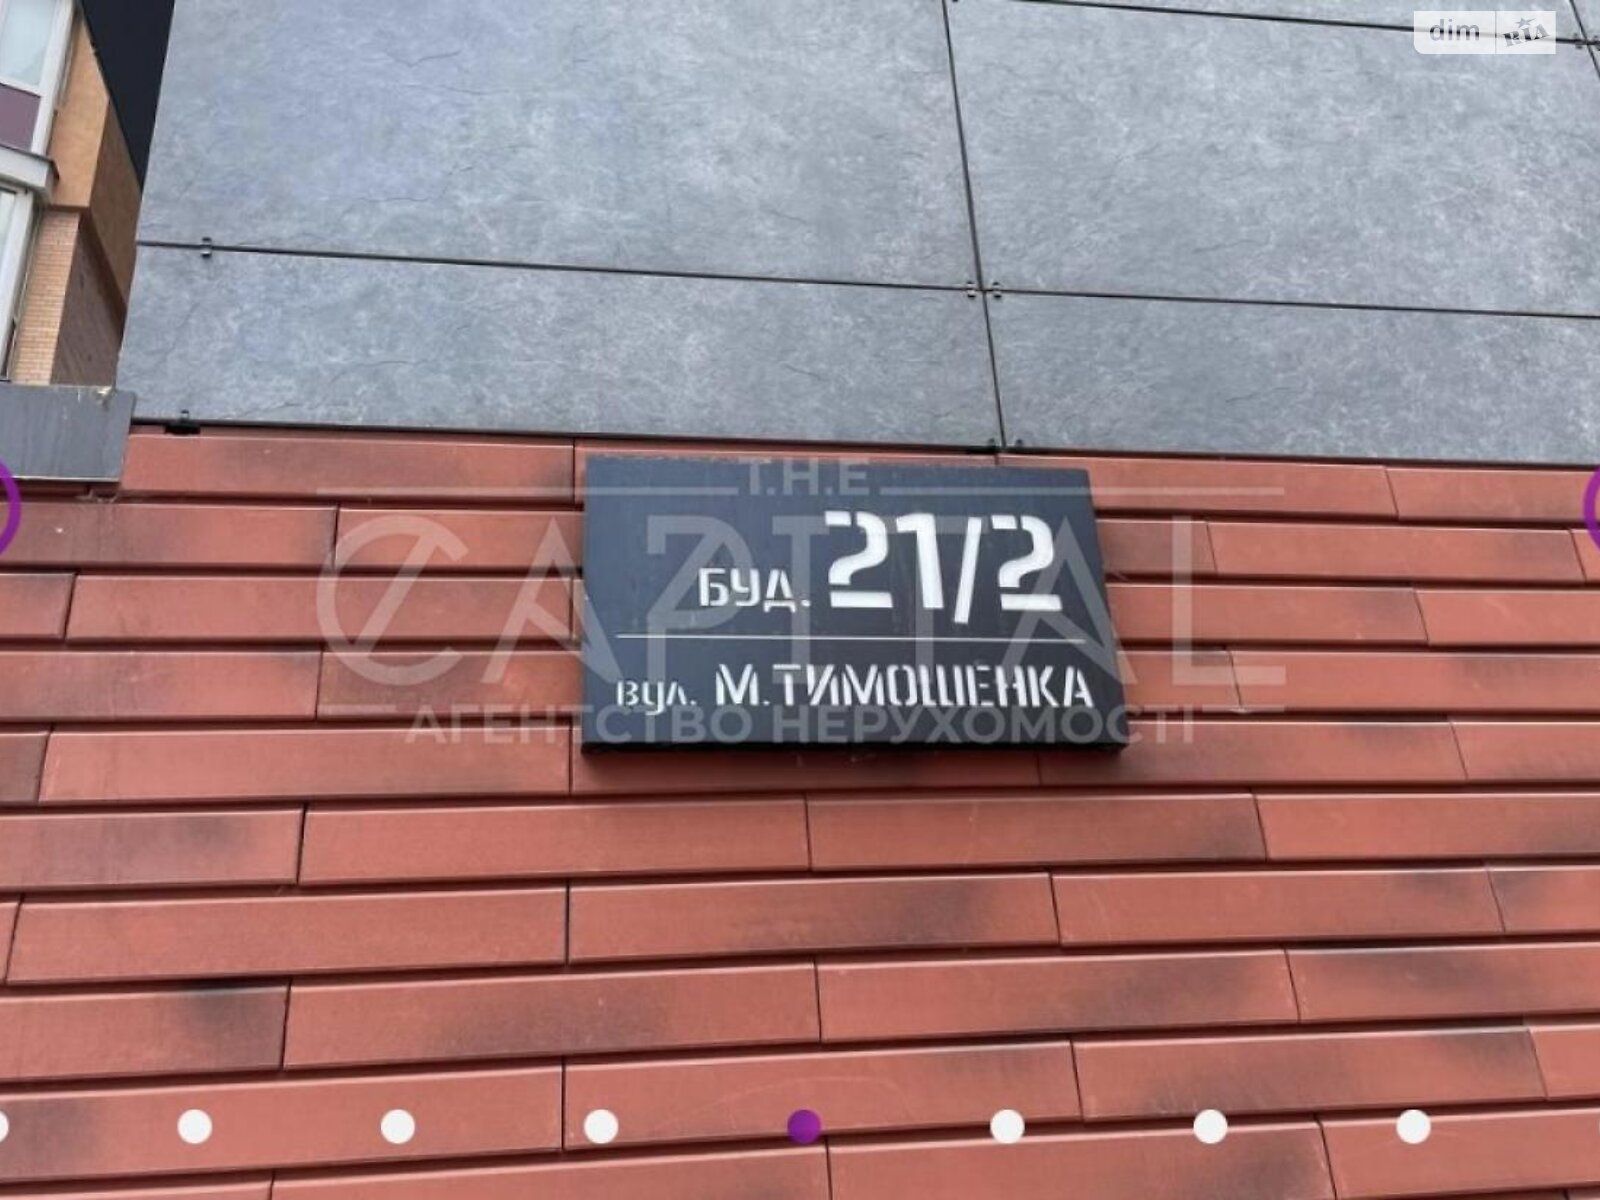 dim RIA
T.H.E
CAPITAL
буд. 21/2
вул. М.ТИМОШЕНКА
АГЕНТСТВО НЕРУХОМОСТІ